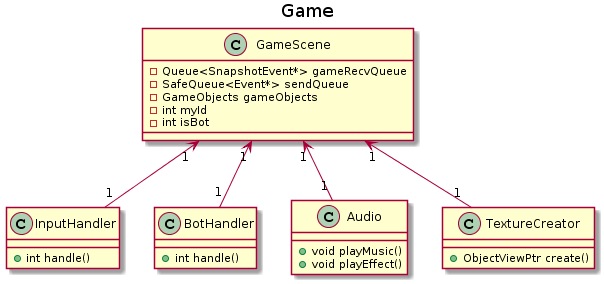 Game
C GameScene
Queue<SnapshotEvent*> gameRecvQueue
SafeQueue<Event*> sendQueue
GameObjects gameObjects
int myId
int isBot
1 1 1 1
1 1 1 1
C InputHandler
int handle()
C BotHandler
int handle()
C Audio
void playMusic()
void playEffect()
C TextureCreator
ObjectViewPtr create()